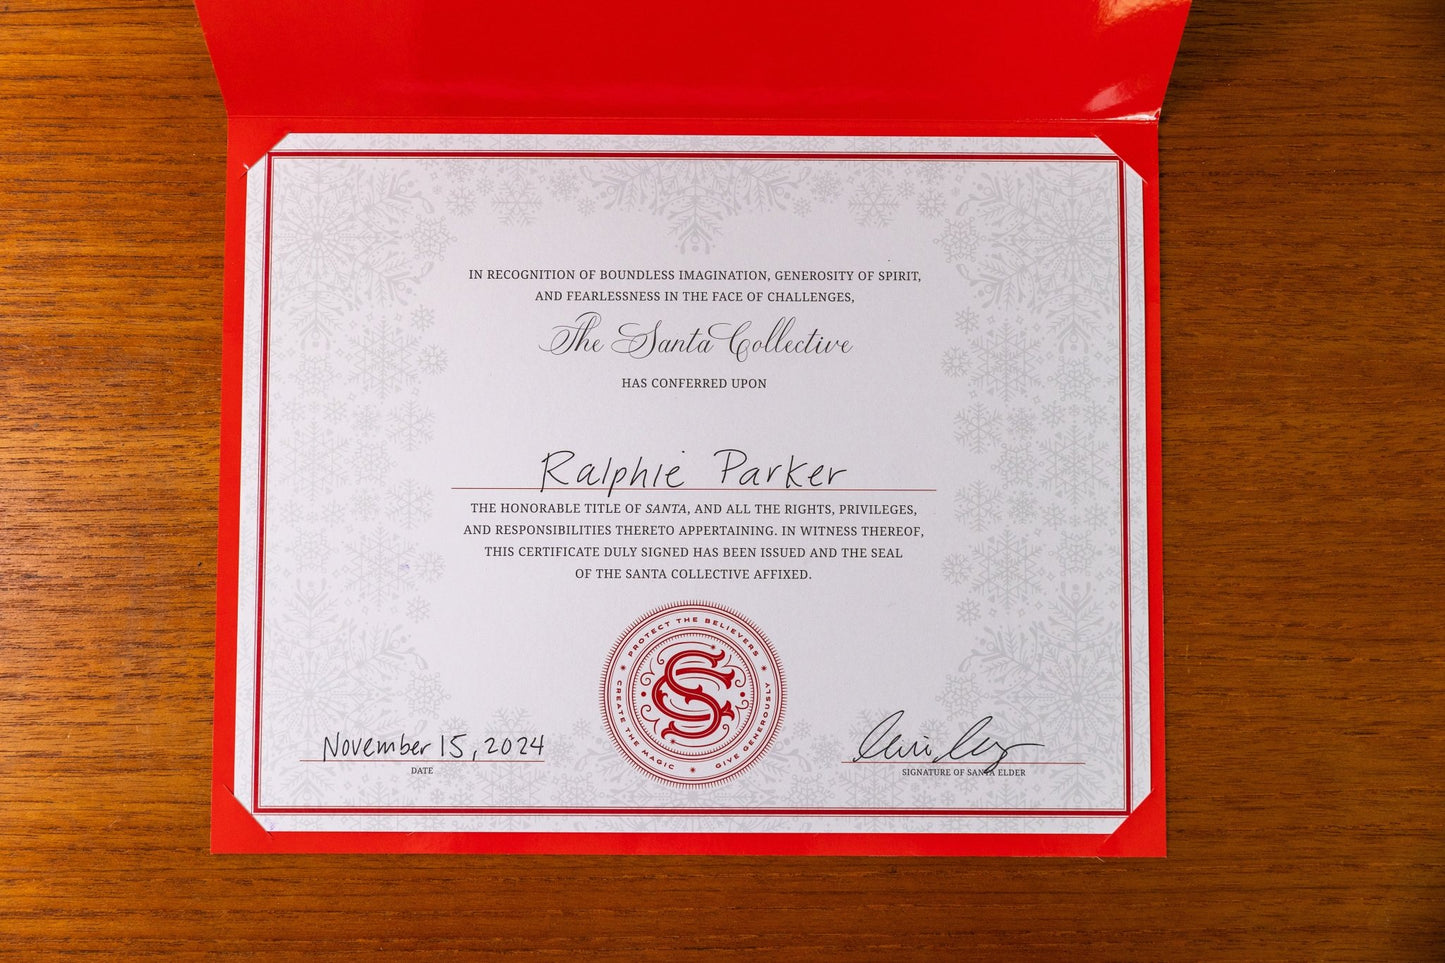 IN RECOGNITION OF BOUNDLESS IMAGINATION, GENEROSITY OF SPIRIT,
AND FEARLESSNESS IN THE FACE OF CHALLENGES,
The Santa Collective
HAS CONFERRED UPON
Ralphie Parker
THE HONORABLE TITLE OF SANTA, AND ALL THE RIGHTS, PRIVILEGES,
AND RESPONSIBILITIES THERETO APPERTAINING. IN WITNESS THEREOF,
THIS CERTIFICATE DULY SIGNED HAS BEEN ISSUED AND THE SEAL
OF THE SANTA COLLECTIVE AFFIXED.
PROTECT THE BELIEVERS
GIVE GENEROUSLY
CREATE THE MAGIC
SC
November 15, 2024
DATE
SIGNATURE OF SANTA ELDER